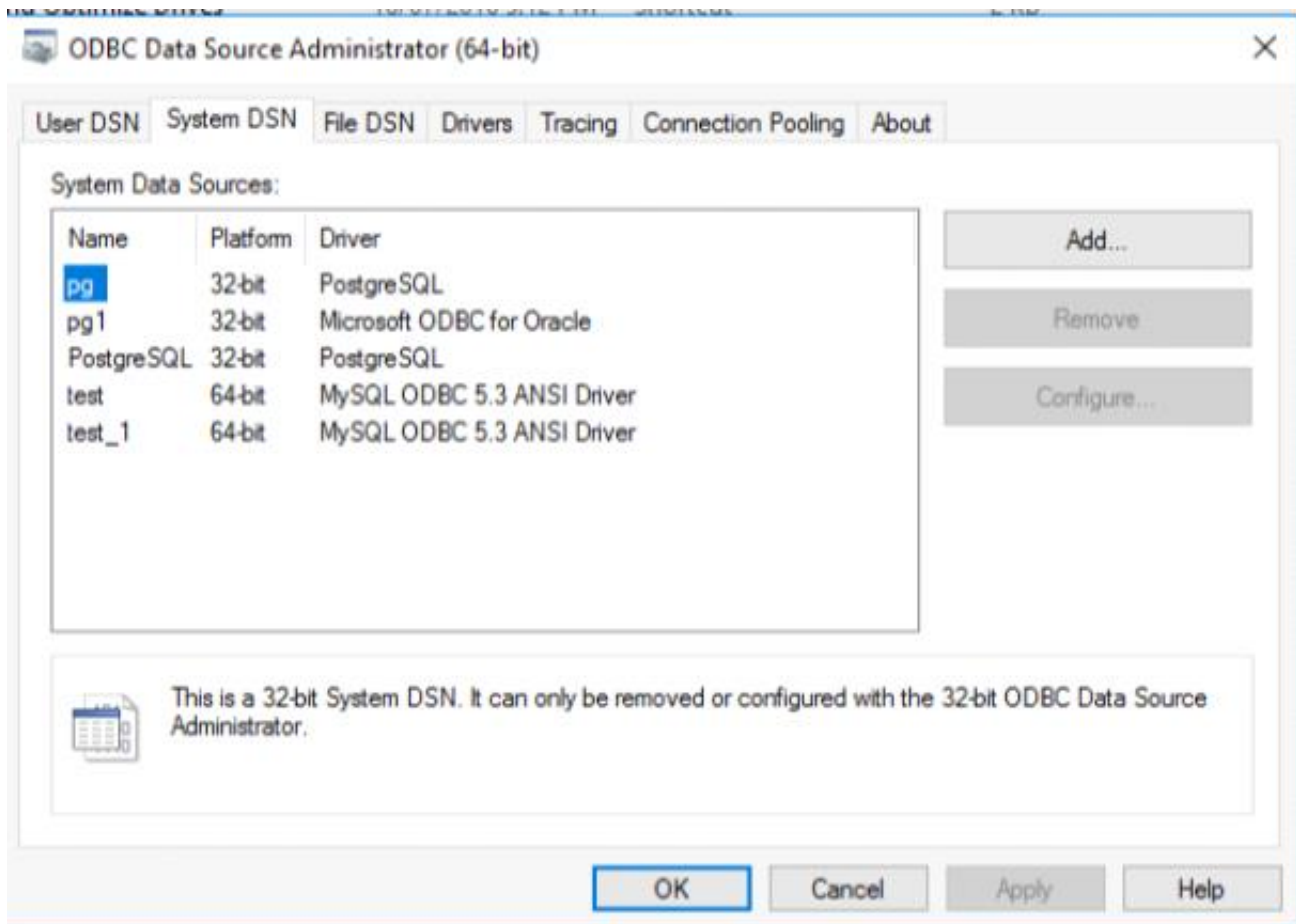 ODBC Data Source Administrator (64-bit)
User DSN System DSN File DSN Drivers Tracing Connection Pooling About
System Data Sources:
Name Platform Driver
Add...
pg 32-bit PostgreSQL
pg1 32-bit Microsoft ODBC for Oracle
Remove
PostgreSQL 32-bit PostgreSQL
test 64-bit MySQL ODBC 5.3 ANSI Driver
Configure...
test_1 64-bit MySQL ODBC 5.3 ANSI Driver
This is a 32-bit System DSN. It can only be removed or configured with the 32-bit ODBC Data Source
Administrator.
OK Cancel Apply Help